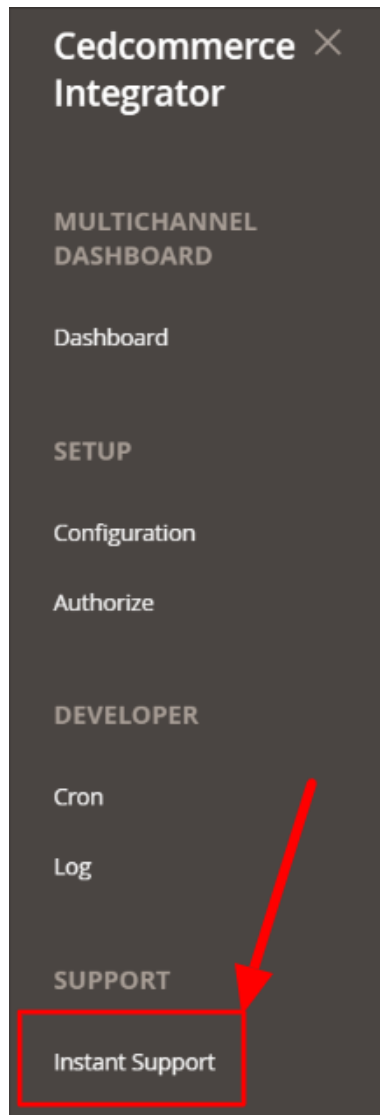 Cedcommerce
Integrator
MULTICHANNEL
DASHBOARD
Dashboard
SETUP
Configuration
Authorize
DEVELOPER
Cron
Log
SUPPORT
Instant Support